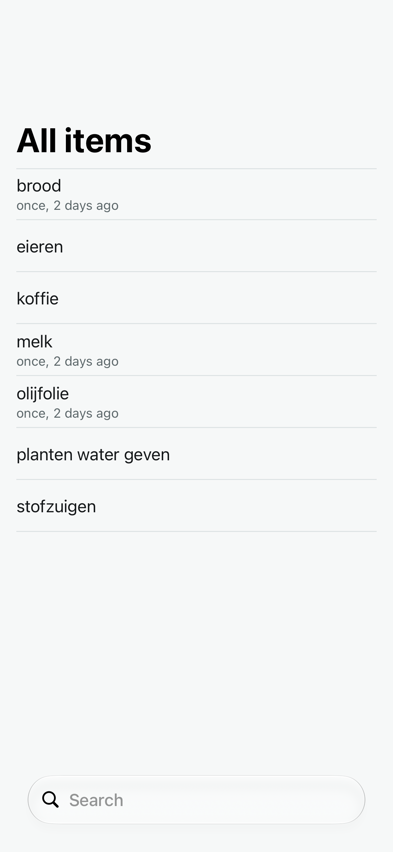 All items
brood
once, 2 days ago
eieren
koffie
melk
once, 2 days ago
olijfolie
once, 2 days ago
planten water geven
stofzuigen
Search